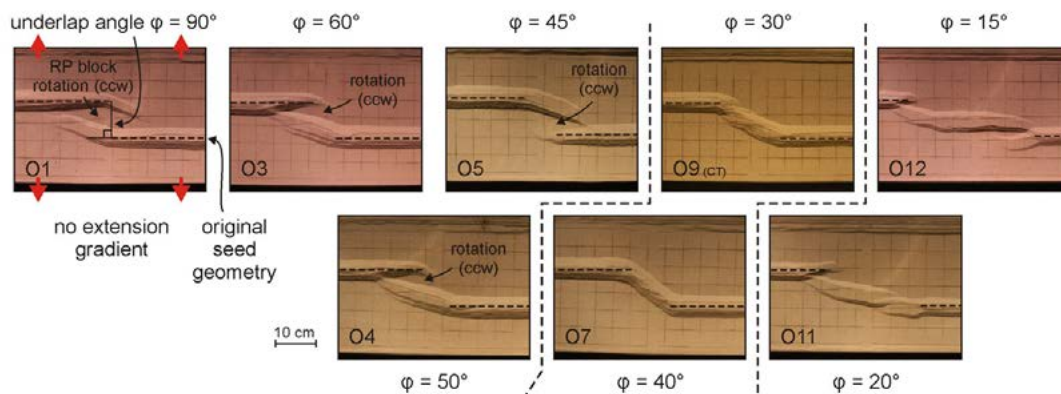 underlap angle φ = 90°
φ = 60°
φ = 45°
φ = 30°
φ = 15°
RP block
rotation (ccw)
O1
rotation
(ccw)
O3
rotation
(ccw)
O5
O9 (CT)
O12
no extension
gradient
original
seed
geometry
rotation
(ccw)
O4
O7
O11
10 cm
φ = 50°
φ = 40°
φ = 20°